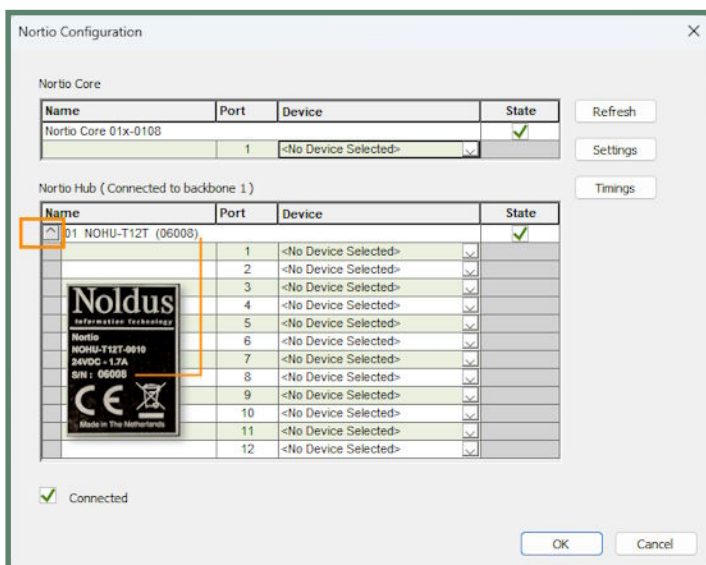 Nortio Configuration
Nortio Core
Name Port Device State
Nortio Core 01x-0108
1 <No Device Selected>
Refresh
Settings
Timings
Nortio Hub ( Connected to backbone 1 )
Name Port Device State
01 NOHU-T12T (06008)
1 <No Device Selected>
2 <No Device Selected>
3 <No Device Selected>
4 <No Device Selected>
5 <No Device Selected>
6 <No Device Selected>
7 <No Device Selected>
8 <No Device Selected>
9 <No Device Selected>
10 <No Device Selected>
11 <No Device Selected>
12 <No Device Selected>
Noldus
Information Technology
Nortio
NOHU-T12T-0010
24VDC - 1.7A
S/N : 06008
CE
Made in The Netherlands
Connected
OK Cancel